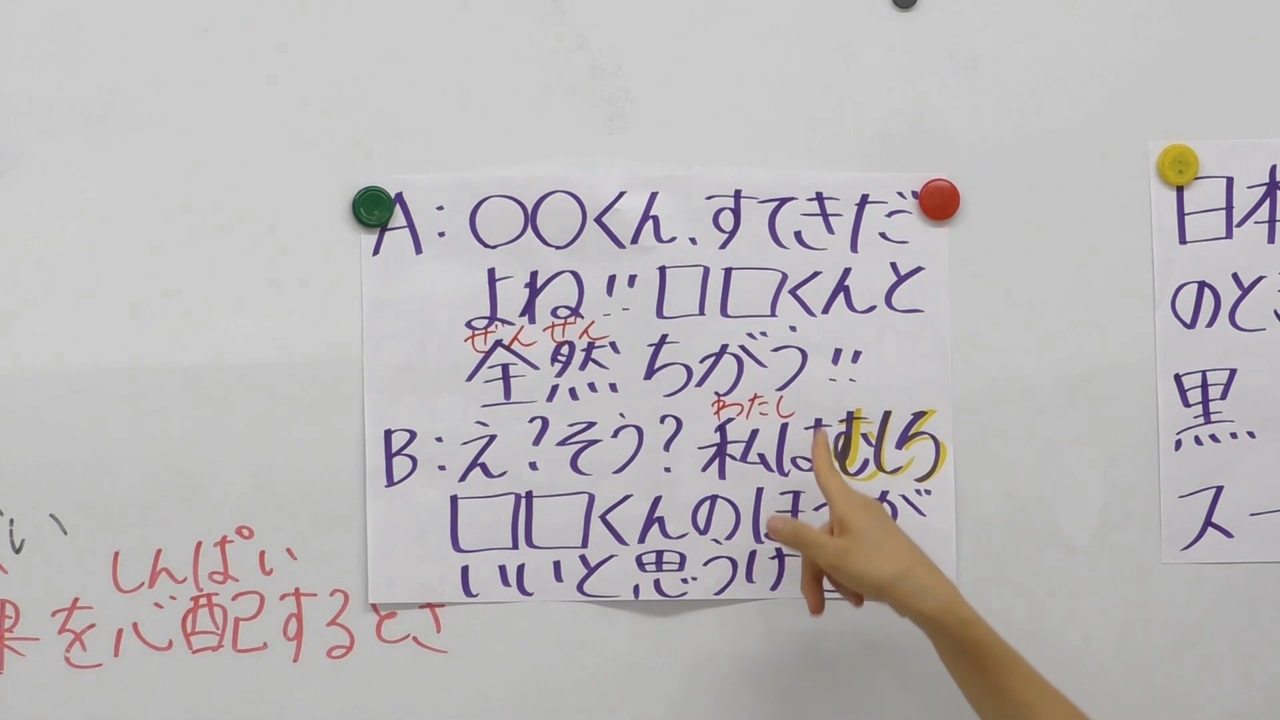 A:〇〇くん、すてきだ
よね!!□□くんと
ぜんぜん
全然ちがう!!
わたし
B:え?そう?私はむしろ
□□くんのほ が
いいと思うけ
しんぱい
を心配するとき
日本
のと
黒
スー